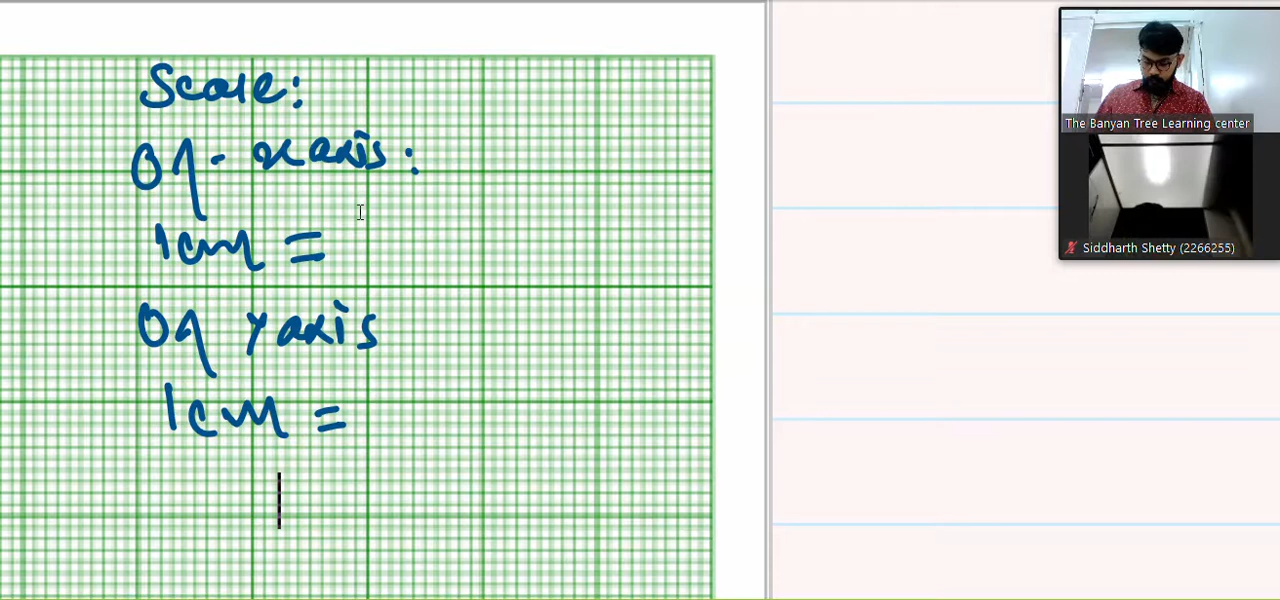 Scale:
On x axis:
1cm =
On y axis
1cm =
The Banyan Tree Learning center
Siddharth Shetty (2266255)